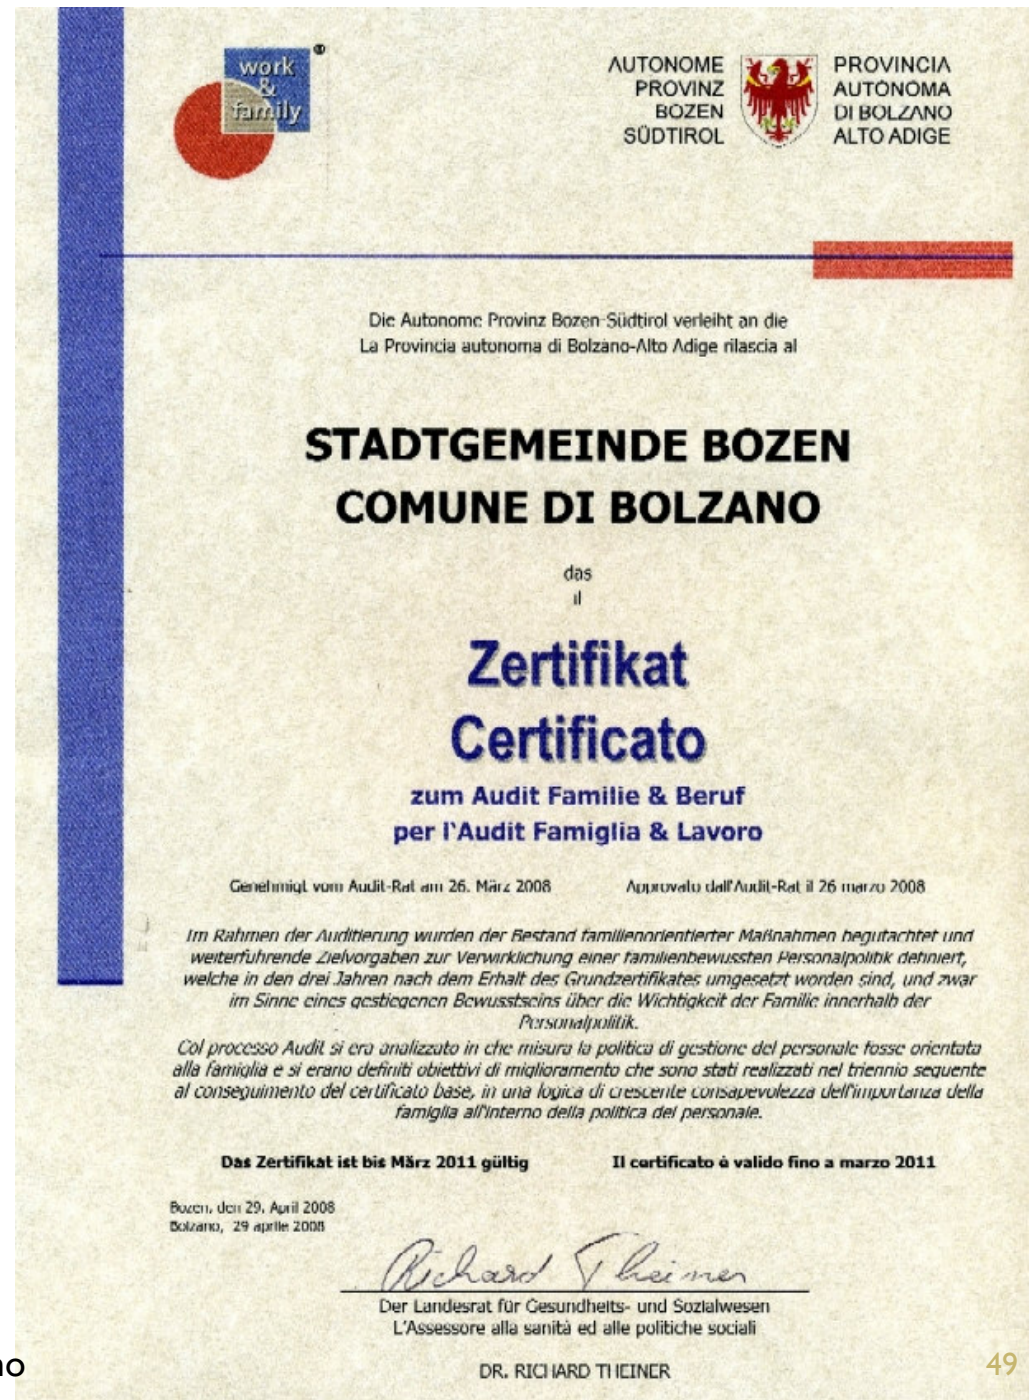 work
&
family
®
AUTONOME
PROVINZ
BOZEN
SÜDTIROL
PROVINCIA
AUTONOMA
DI BOLZANO
ALTO ADIGE
Die Autonome Provinz Bozen-Südtirol verleiht an die
La Provincia autonoma di Bolzano-Alto Adige rilascia al
STADTGEMEINDE BOZEN
COMUNE DI BOLZANO
das
il
Zertifikat
Certificato
zum Audit Familie & Beruf
per l'Audit Famiglia & Lavoro
Genehmigt vom Audit-Rat am 26. März 2008
Approvato dall'Audit-Rat il 26 marzo 2008
Im Rahmen der Auditierung wurden der Bestand familienorientierter Maßnahmen begutachtet und
weiterführende Zielvorgaben zur Verwirklichung einer familienbewussten Personalpolitik definiert,
welche in den drei Jahren nach dem Erhalt des Grundzertifikates umgesetzt worden sind, und zwar
im Sinne eines gestiegenen Bewusstseins über die Wichtigkeit der Familie innerhalb der
Personalpolitik.
Col processo Audit si era analizzato in che misura la politica di gestione del personale fosse orientata
alla famiglia e si erano definiti obiettivi di miglioramento che sono stati realizzati nel triennio seguente
al conseguimento del certificato base, in una logica di crescente consapevolezza dell'importanza della
famiglia all'interno della politica del personale.
Das Zertifikat ist bis März 2011 gültig
Il certificato è valido fino a marzo 2011
Bozen, den 29. April 2008
Bolzano, 29 aprile 2008
Richard Theiner
Der Landesrat für Gesundheits- und Sozialwesen
L'Assessore alla sanità ed alle politiche sociali
DR. RICHARD THEINER
49